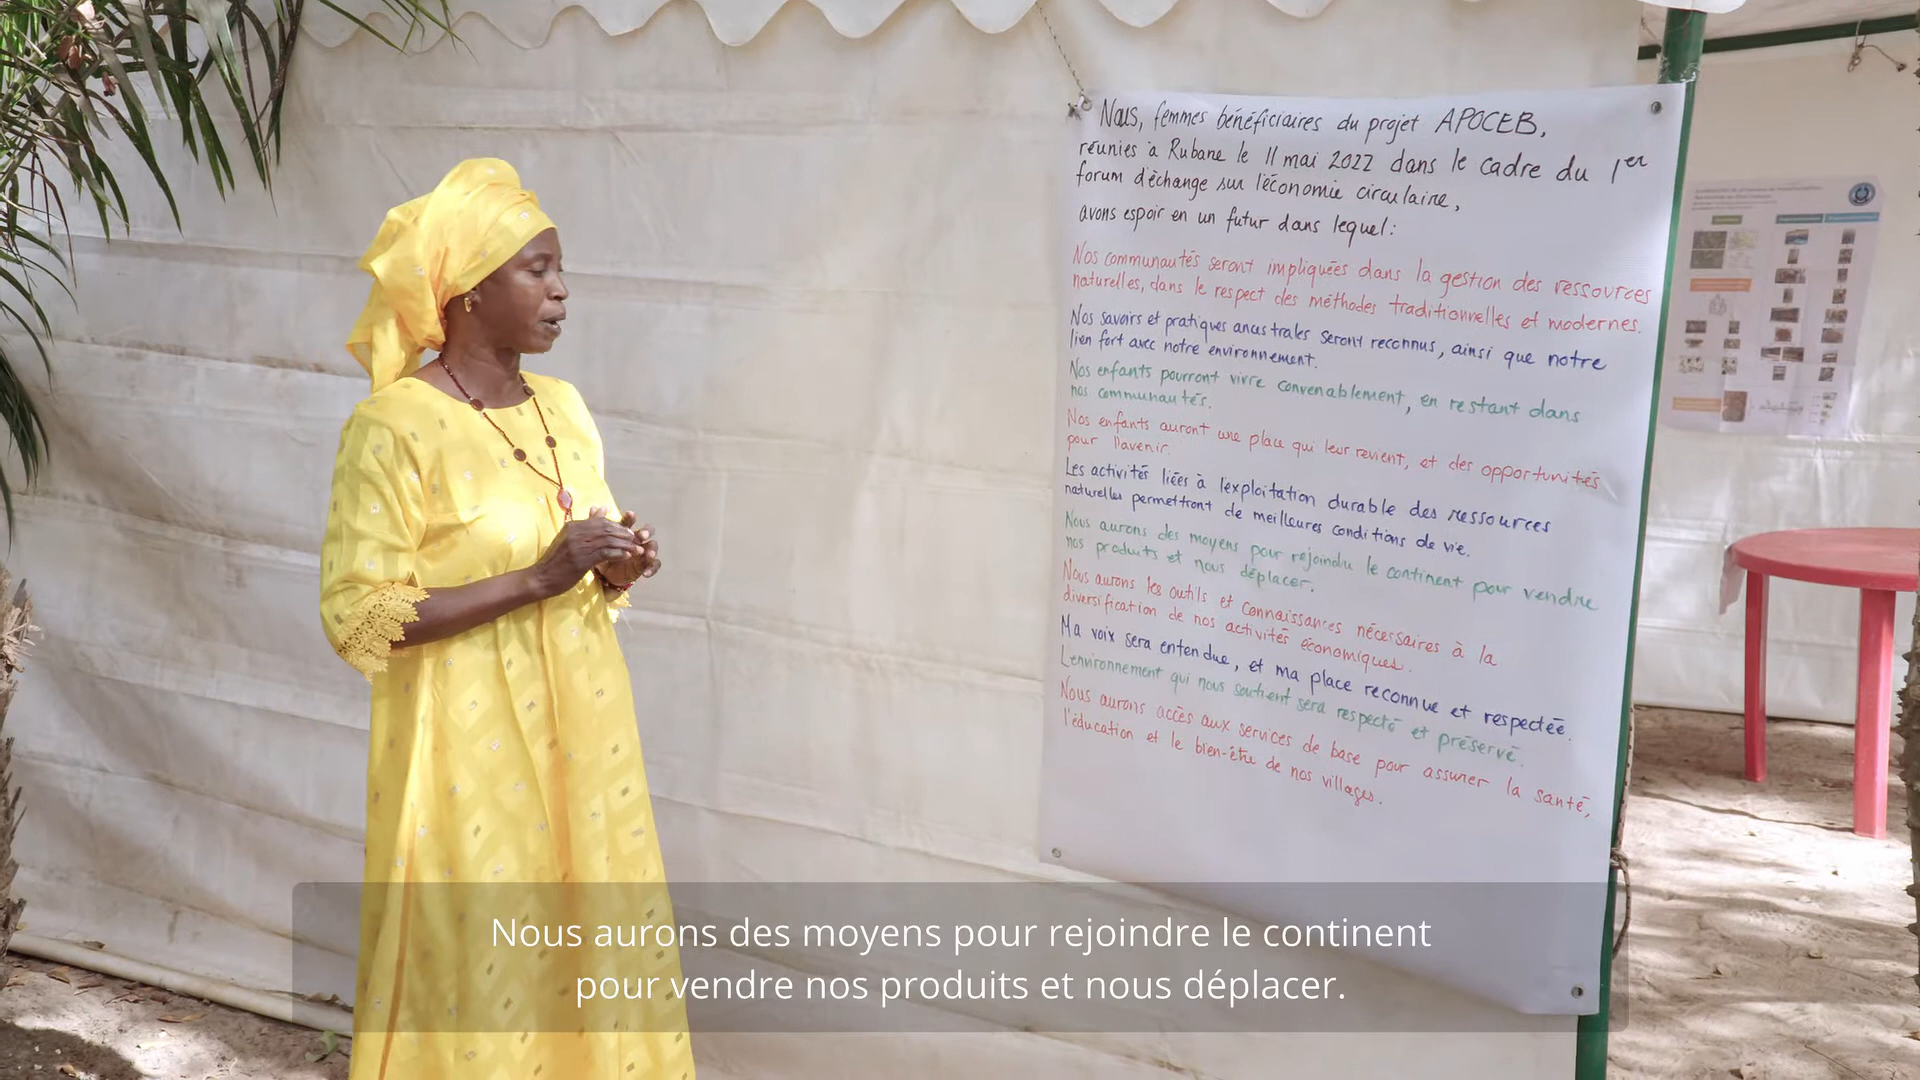 Nous, femmes bénéficiaires du projet APOCEB,
réunies à Rubane le 11 mai 2022 dans le cadre du 1er
forum d'échange sur l'économie circulaire,
avons espoir en un futur dans lequel :
Nos communautés seront impliquées dans la gestion des ressources
naturelles, dans le respect des méthodes traditionnelles et modernes.
Nos savoirs et pratiques ancestrales seront reconnus, ainsi que notre
lien fort avec notre environnement.
Nos enfants pourront vivre convenablement, en restant dans
nos communautés.
Nos enfants auront une place qui leur revient, et des opportunités
pour l'avenir.
Les activités liées à l'exploitation durable des ressources
naturelles permettront de meilleures conditions de vie.
Nous aurons des moyens pour rejoindre le continent pour vendre
nos produits et nous déplacer.
Nous aurons les outils et connaissances nécessaires à la
diversification de nos activités économiques.
Ma voix sera entendue, et ma place reconnue et respectée.
L'environnement qui nous soutient sera respecté et préservé.
Nous aurons accès aux services de base pour assurer la santé,
l'éducation et le bien-être de nos villages.
Nous aurons des moyens pour rejoindre le continent
pour vendre nos produits et nous déplacer.